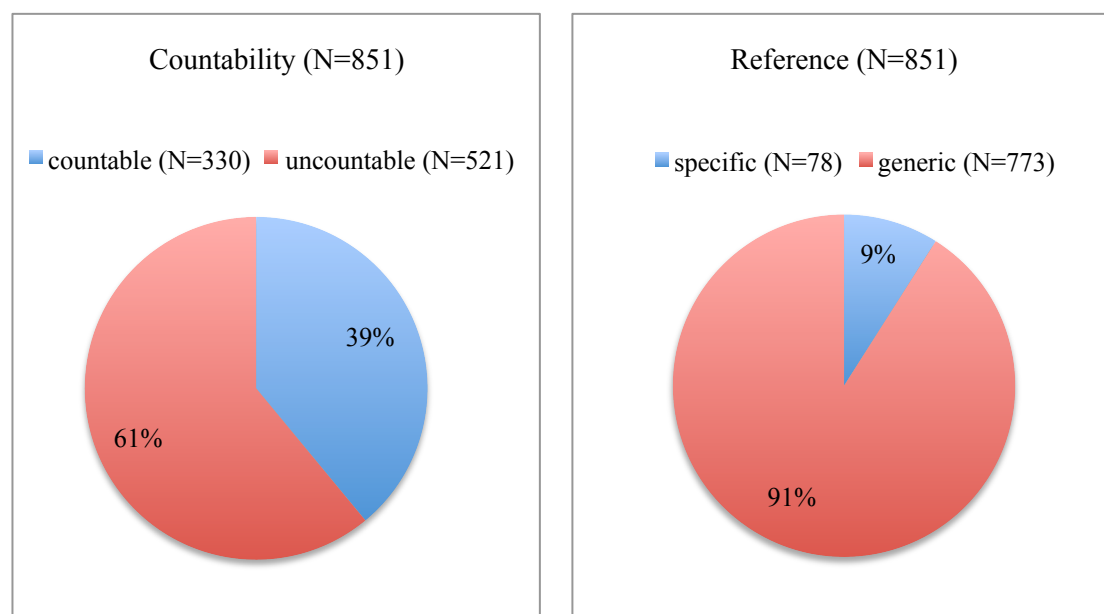 Countability (N=851)
countable (N=330) uncountable (N=521)
39%
61%
Reference (N=851)
specific (N=78) generic (N=773)
9%
91%